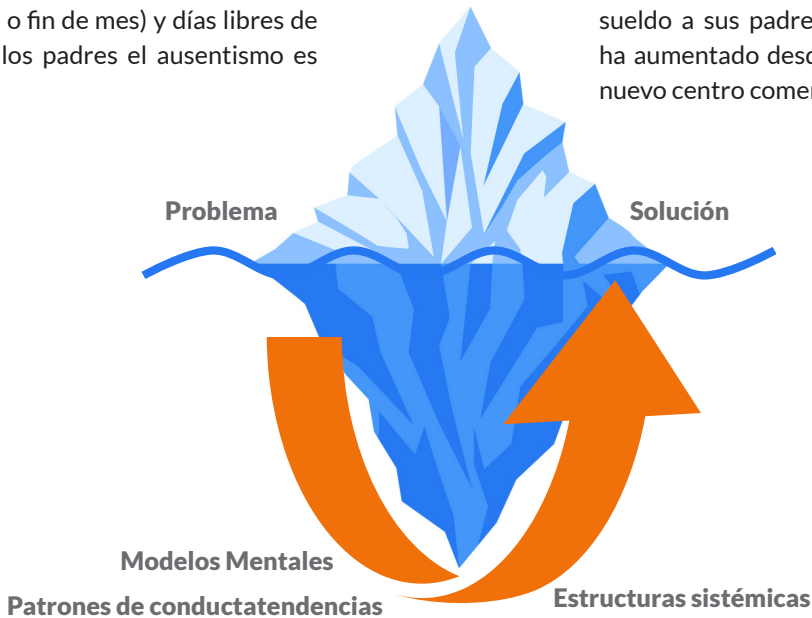 o fin de mes) y días libres de
los padres el ausentismo es
sueldo a sus padre
ha aumentado desd
nuevo centro comer
Problema
Solución
Modelos Mentales
Patrones de conductatendencias
Estructuras sistémicas